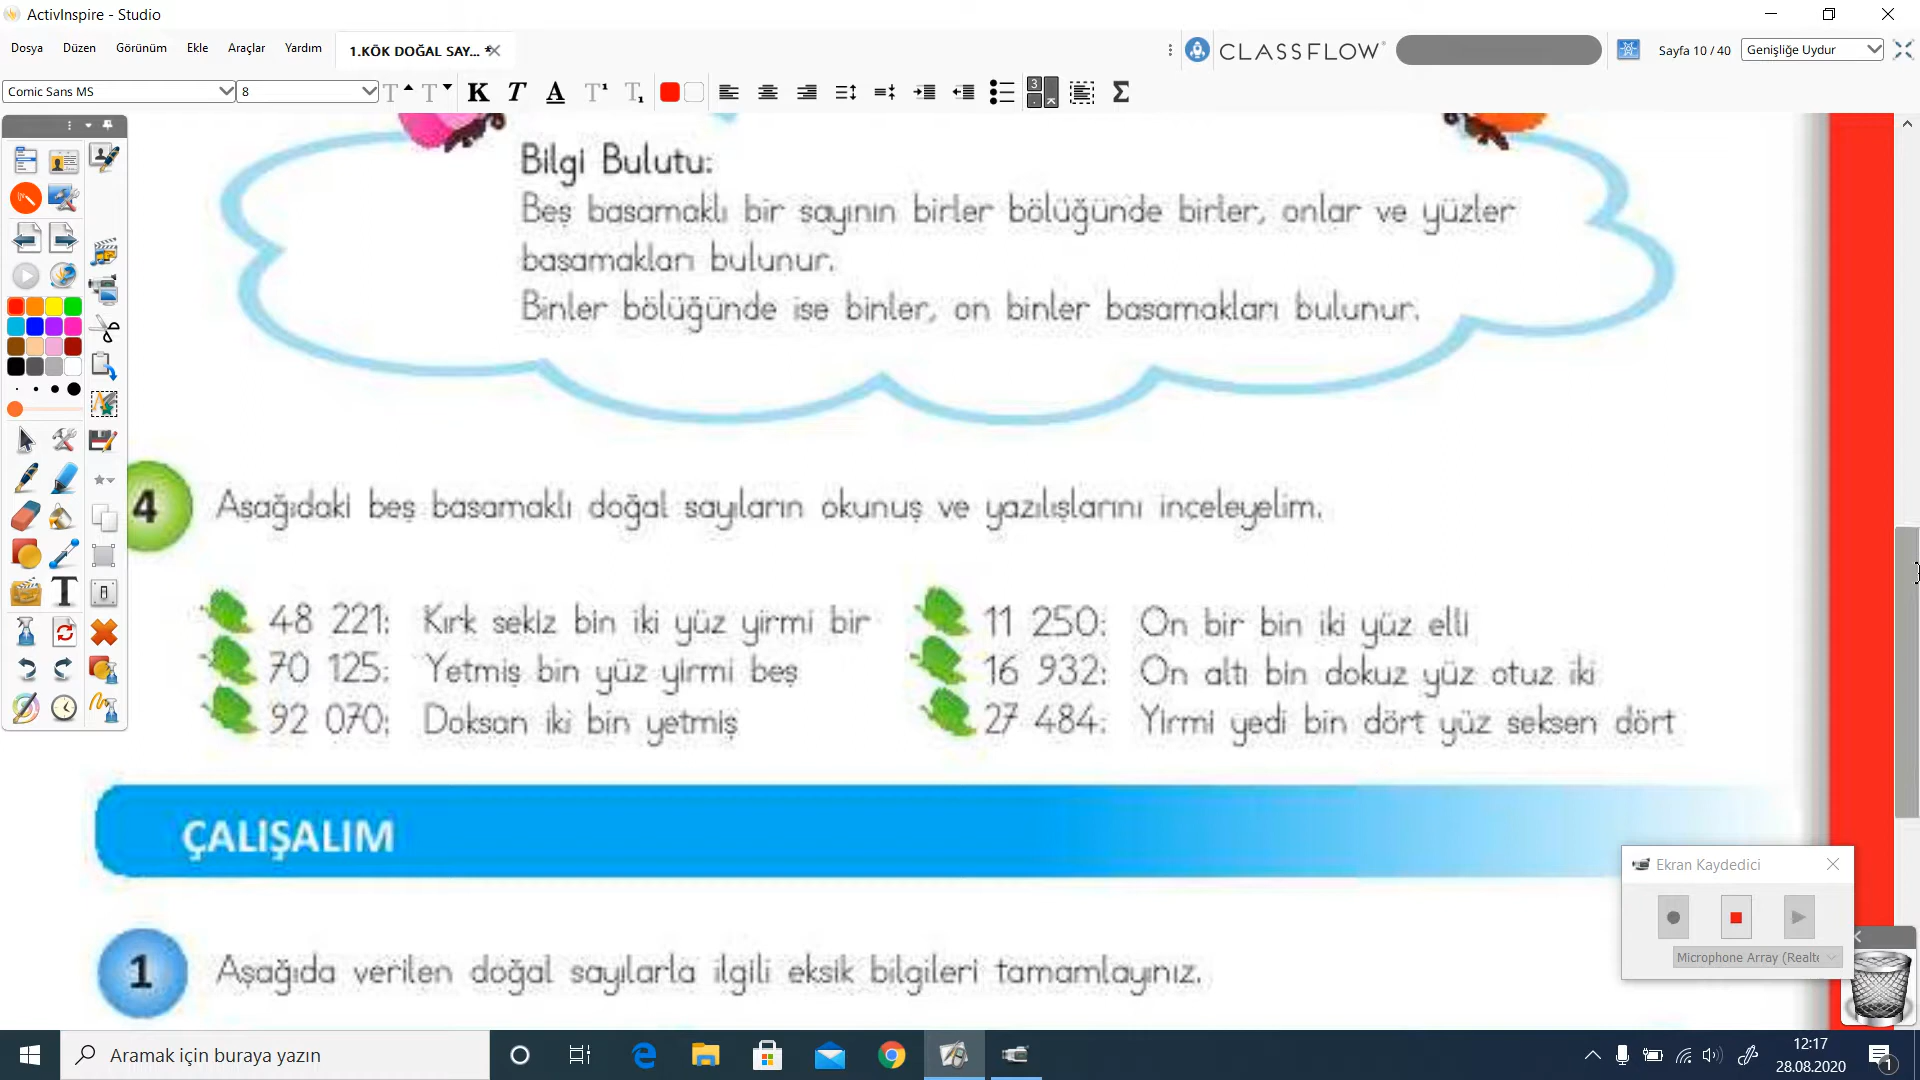 ActivInspire - Studio
Dosya Düzen Görünüm Ekle Araçlar Yardım 1.KÖK DOĞAL SAY... * CLASSFLOW Sayfa 10 / 40 Genişliğe Uydur
Comic Sans MS 8 K T A
Bilgi Bulutu:
Beş basamaklı bir sayının birler bölüğünde birler, onlar ve yüzler
basamakları bulunur.
Binler bölüğünde ise binler, on binler basamakları bulunur.
4 Aşağıdaki beş basamaklı doğal sayıların okunuş ve yazılışlarını inceleyelim.
48 221: Kırk sekiz bin iki yüz yirmi bir
70 125: Yetmiş bin yüz yirmi beş
92 070: Doksan iki bin yetmiş
11 250: On bir bin iki yüz elli
16 932: On altı bin dokuz yüz otuz iki
27 484: Yirmi yedi bin dört yüz seksen dört
ÇALIŞALIM
1 Aşağıda verilen doğal sayılarla ilgili eksik bilgileri tamamlayınız.
Ekran Kaydedici
Microphone Array (Realte
Aramak için buraya yazın
12:17
28.08.2020
1